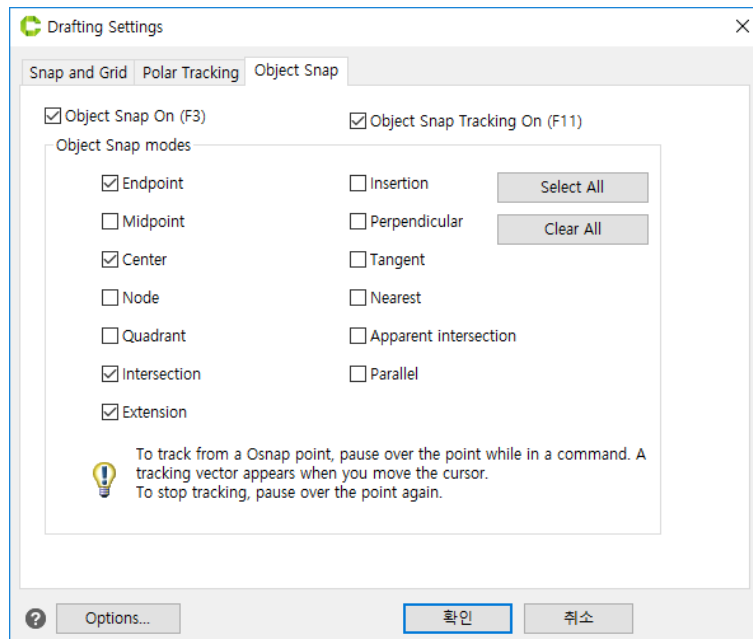 Drafting Settings
Snap and Grid Polar Tracking Object Snap
Object Snap On (F3) Object Snap Tracking On (F11)
Object Snap modes
Endpoint Insertion Select All
Midpoint Perpendicular Clear All
Center Tangent
Node Nearest
Quadrant Apparent intersection
Intersection Parallel
Extension
To track from a Osnap point, pause over the point while in a command. A
tracking vector appears when you move the cursor.
To stop tracking, pause over the point again.
? Options... 확인 취소